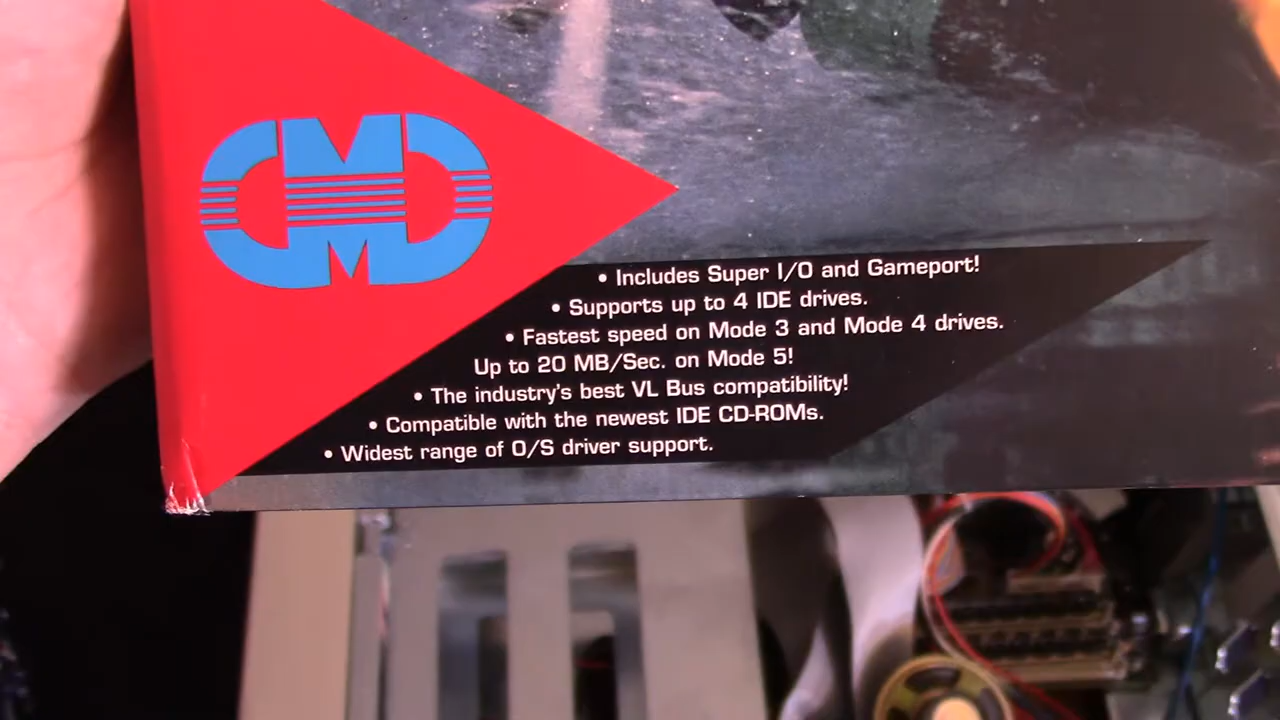 CMD
• Includes Super I/O and Gameport!
• Supports up to 4 IDE drives.
• Fastest speed on Mode 3 and Mode 4 drives.
Up to 20 MB/Sec. on Mode 5!
• The industry's best VL Bus compatibility!
• Compatible with the newest IDE CD-ROMs.
• Widest range of O/S driver support.